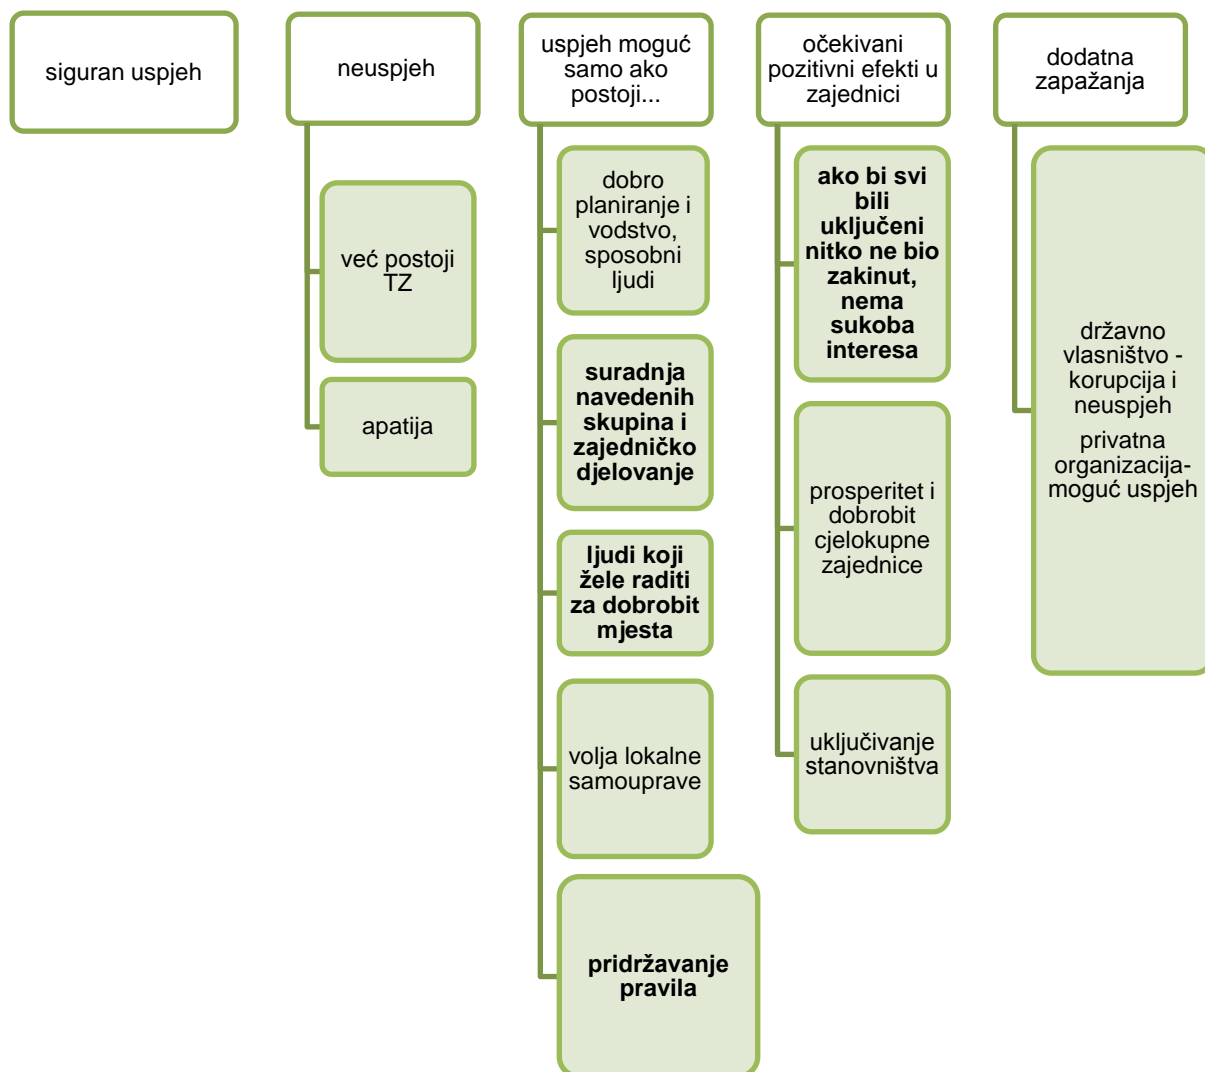 siguran uspjeh
neuspjeh
već postoji
TZ
apatija
uspjeh moguć
samo ako
postoji...
dobro
planiranje i
vodstvo,
sposobni
ljudi
suradnja
navedenih
skupina i
zajedničko
djelovanje
ljudi koji
žele raditi
za dobrobit
mjesta
volja lokalne
samouprave
pridržavanje
pravila
očekivani
pozitivni efekti u
zajednici
ako bi svi
bili
uključeni
nitko ne bio
zakinut,
nema
sukoba
interesa
prosperitet i
dobrobit
cjelokupne
zajednice
uključivanje
stanovništva
dodatna
zapažanja
državno
vlasništvo -
korupcija i
neuspjeh
privatna
organizacija-
moguć uspjeh